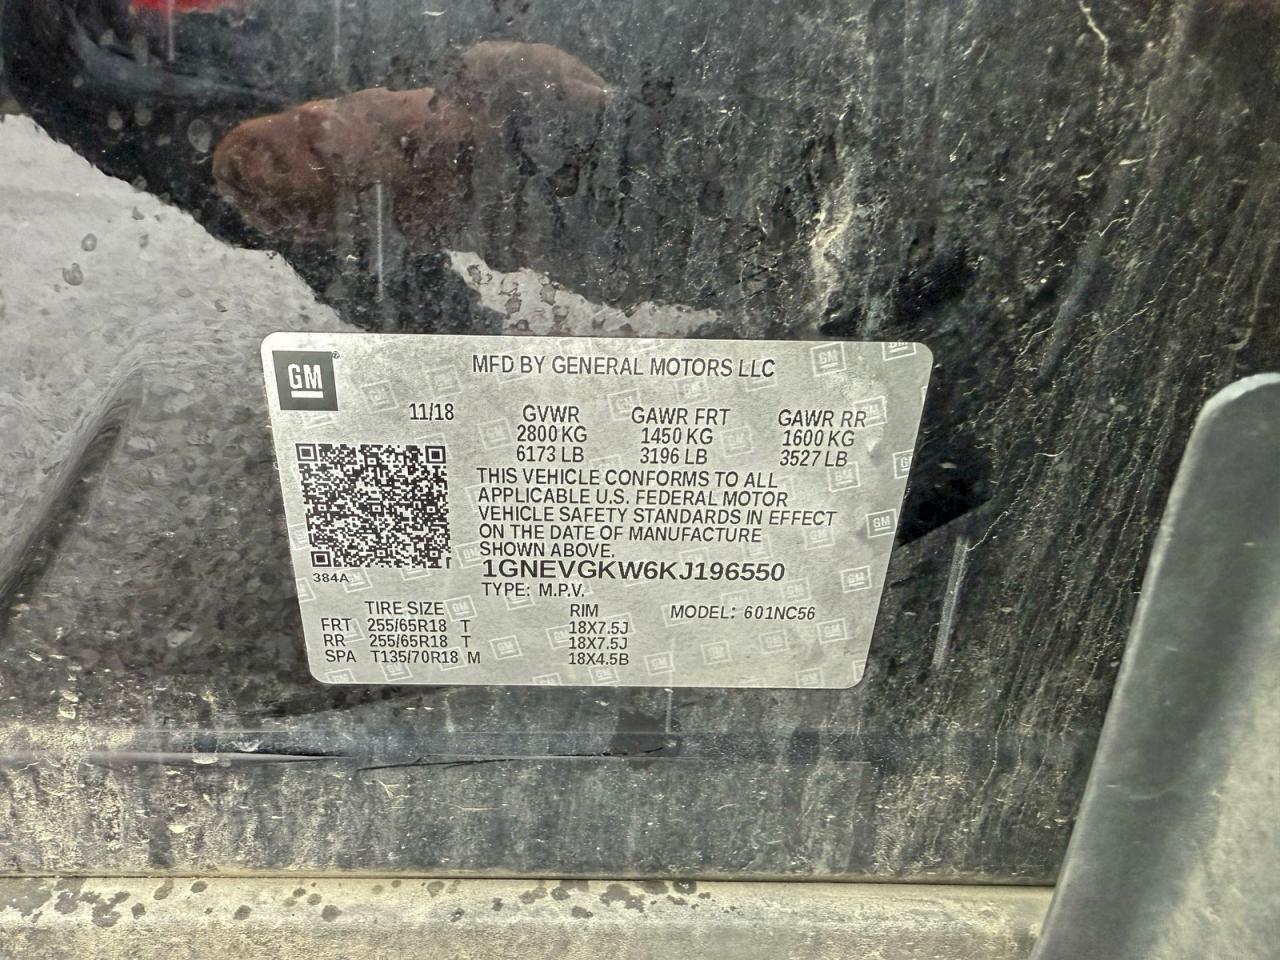 GM
MFD BY GENERAL MOTORS LLC
11/18 GVWR GAWR FRT GAWR RR
2800 KG 1450 KG 1600 KG
6173 LB 3196 LB 3527 LB
THIS VEHICLE CONFORMS TO ALL
APPLICABLE U.S. FEDERAL MOTOR
VEHICLE SAFETY STANDARDS IN EFFECT
ON THE DATE OF MANUFACTURE
SHOWN ABOVE.
384A
1GNEVGKW6KJ196550
TYPE: M.P.V.
TIRE SIZE RIM MODEL: 601NC56
FRT 255/65R18 T 18X7.5J
RR 255/65R18 T 18X7.5J
SPA T135/70R18 M 18X4.5B